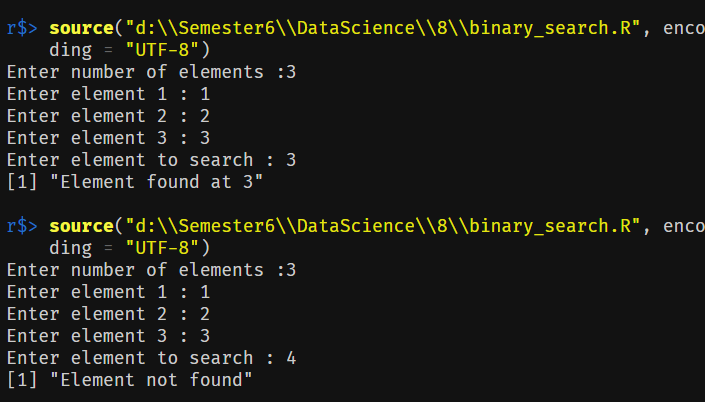 r$> source("d:\\Semester6\\DataScience\\8\\binary_search.R", enco
ding = "UTF-8")
Enter number of elements :3
Enter element 1 : 1
Enter element 2 : 2
Enter element 3 : 3
Enter element to search : 3
[1] "Element found at 3"
r$> source("d:\\Semester6\\DataScience\\8\\binary_search.R", enco
ding = "UTF-8")
Enter number of elements :3
Enter element 1 : 1
Enter element 2 : 2
Enter element 3 : 3
Enter element to search : 4
[1] "Element not found"